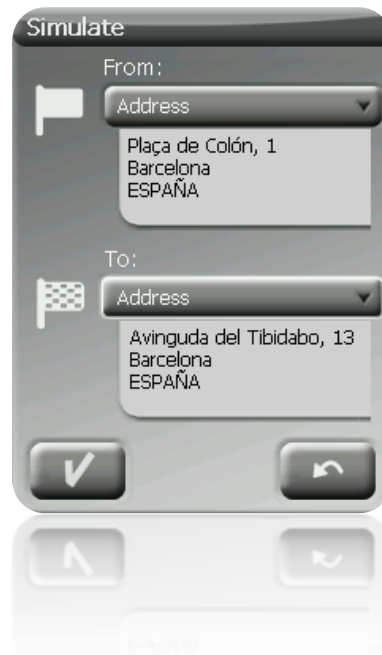 Simulate
From:
Address
Plaça de Colón, 1
Barcelona
ESPAÑA
To:
Address
Avinguda del Tibidabo, 13
Barcelona
ESPAÑA